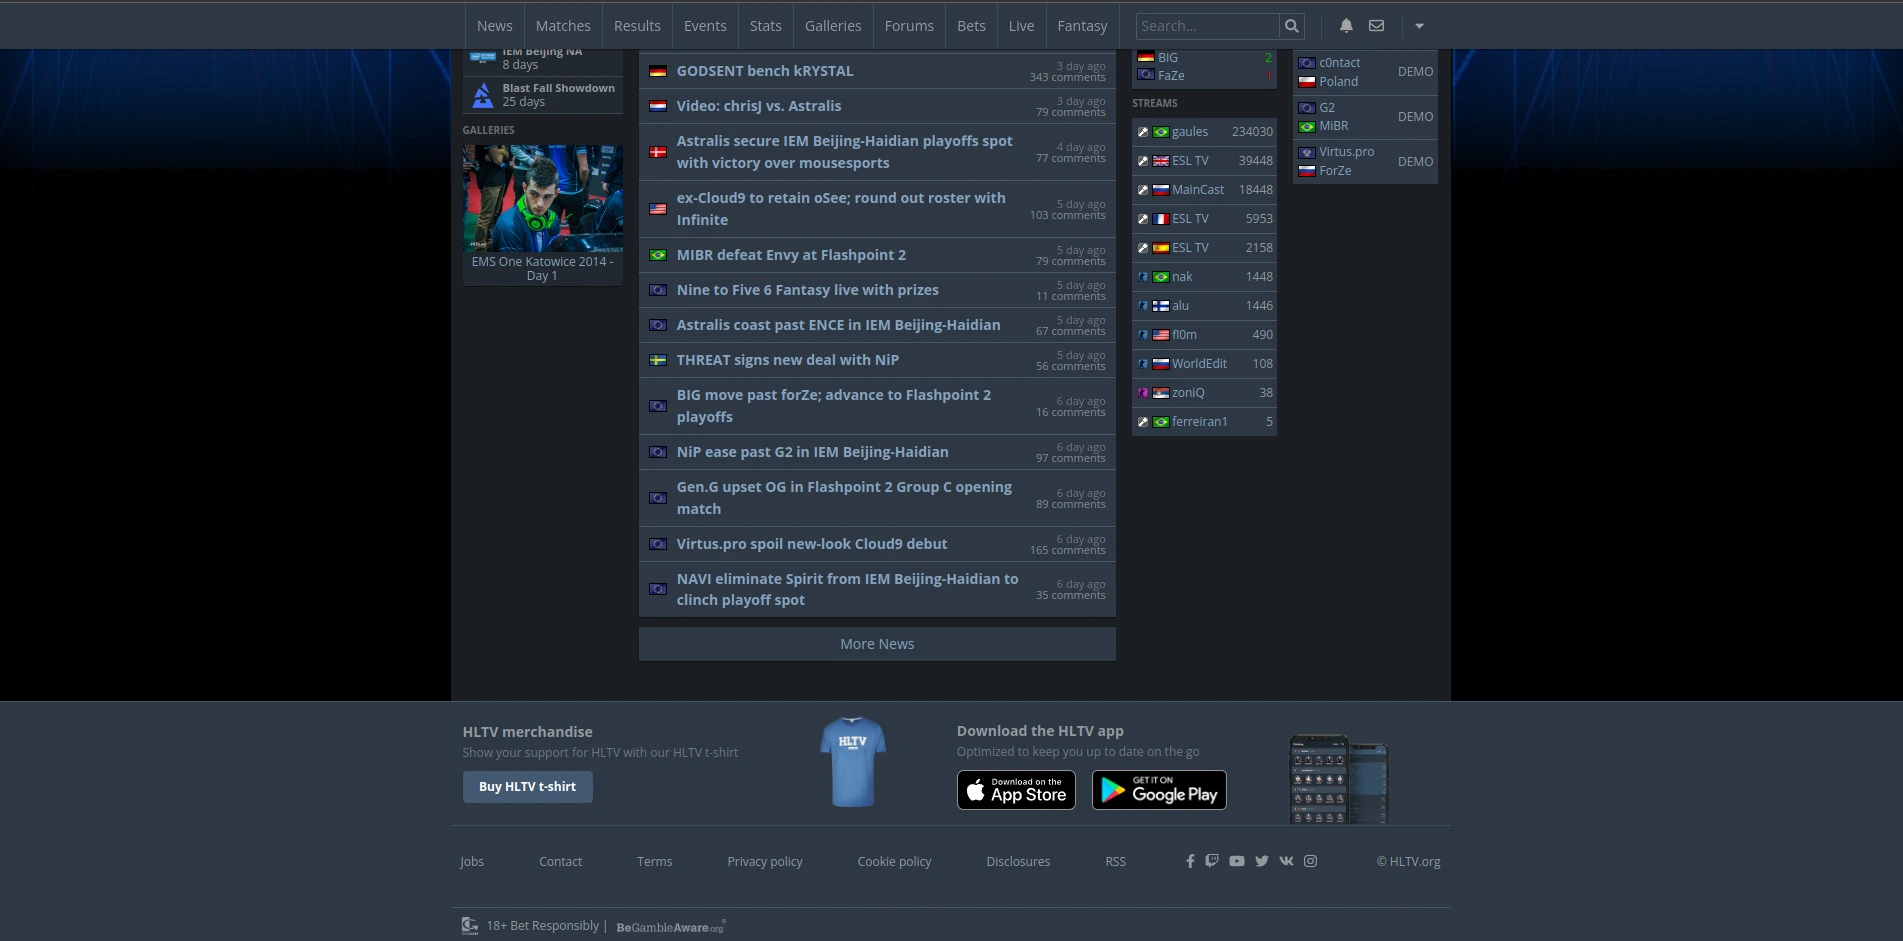 News
Matches
Results
Events
Stats
Galleries
Forums
Bets
Live
Fantasy
Search...
IEM Beijing NA
8 days
Blast Fall Showdown
25 days
GALLERIES
EMS One Katowice 2014 -
Day 1
GODSENT bench kRYSTAL
3 day ago
343 comments
Video: chrisJ vs. Astralis
3 day ago
79 comments
Astralis secure IEM Beijing-Haidian playoffs spot
with victory over mousesports
4 day ago
77 comments
ex-Cloud9 to retain oSee; round out roster with
Infinite
5 day ago
103 comments
MIBR defeat Envy at Flashpoint 2
5 day ago
79 comments
Nine to Five 6 Fantasy live with prizes
5 day ago
11 comments
Astralis coast past ENCE in IEM Beijing-Haidian
5 day ago
67 comments
THREAT signs new deal with NiP
5 day ago
56 comments
BIG move past forZe; advance to Flashpoint 2
playoffs
6 day ago
16 comments
NiP ease past G2 in IEM Beijing-Haidian
6 day ago
97 comments
Gen.G upset OG in Flashpoint 2 Group C opening
match
6 day ago
89 comments
Virtus.pro spoil new-look Cloud9 debut
6 day ago
165 comments
NAVI eliminate Spirit from IEM Beijing-Haidian to
clinch playoff spot
6 day ago
35 comments
More News
BIG 2
FaZe 1
STREAMS
gaules 234030
ESL TV 39448
MainCast 18448
ESL TV 5953
ESL TV 2158
nak 1448
alu 1446
fl0m 490
WorldEdit 108
zoniQ 38
ferreiran1 5
c0ntact
Poland
DEMO
G2
MiBR
DEMO
Virtus.pro
ForZe
DEMO
HLTV merchandise
Show your support for HLTV with our HLTV t-shirt
Buy HLTV t-shirt
HLTV
Download the HLTV app
Optimized to keep you up to date on the go
Download on the
App Store
GET IT ON
Google Play
Jobs
Contact
Terms
Privacy policy
Cookie policy
Disclosures
RSS
© HLTV.org
18+ Bet Responsibly |
BeGambleAware.org